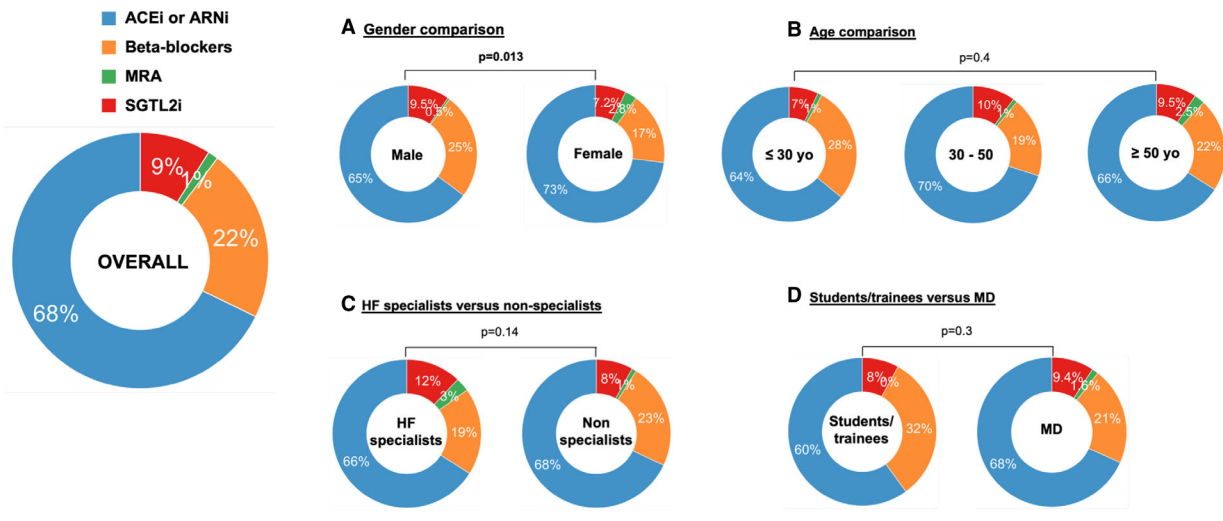 ACEi or ARNi
Beta-blockers
MRA
SGTL2i
9%
1%
22%
68%
OVERALL
A Gender comparison
p=0.013
9.5%
0.5%
25%
65%
Male
7.2%
2.8%
17%
73%
Female
B Age comparison
p=0.4
7%
1%
28%
64%
≤ 30 yo
10%
1%
19%
70%
30 - 50
9.5%
2.5%
22%
66%
≥ 50 yo
C HF specialists versus non-specialists
p=0.14
12%
3%
19%
66%
HF
specialists
8%
1%
23%
68%
Non
specialists
D Students/trainees versus MD
p=0.3
8%
0%
32%
60%
Students/
trainees
9.4%
1.6%
21%
68%
MD